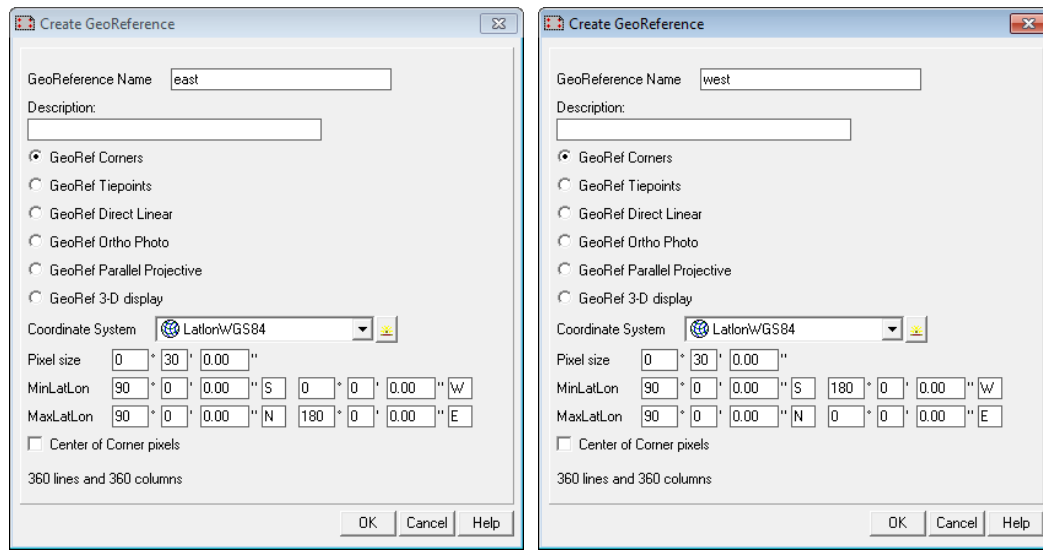 Create GeoReference
GeoReference Name east
Description:
GeoRef Corners
GeoRef Tiepoints
GeoRef Direct Linear
GeoRef Ortho Photo
GeoRef Parallel Projective
GeoRef 3-D display
Coordinate System LatlonWGS84
Pixel size 0 ° 30 ' 0.00 "
MinLatLon 90 ° 0 ' 0.00 " S 0 ° 0 ' 0.00 " W
MaxLatLon 90 ° 0 ' 0.00 " N 180 ° 0 ' 0.00 " E
Center of Corner pixels
360 lines and 360 columns
OK Cancel Help
Create GeoReference
GeoReference Name west
Description:
GeoRef Corners
GeoRef Tiepoints
GeoRef Direct Linear
GeoRef Ortho Photo
GeoRef Parallel Projective
GeoRef 3-D display
Coordinate System LatlonWGS84
Pixel size 0 ° 30 ' 0.00 "
MinLatLon 90 ° 0 ' 0.00 " S 180 ° 0 ' 0.00 " W
MaxLatLon 90 ° 0 ' 0.00 " N 0 ° 0 ' 0.00 " E
Center of Corner pixels
360 lines and 360 columns
OK Cancel Help